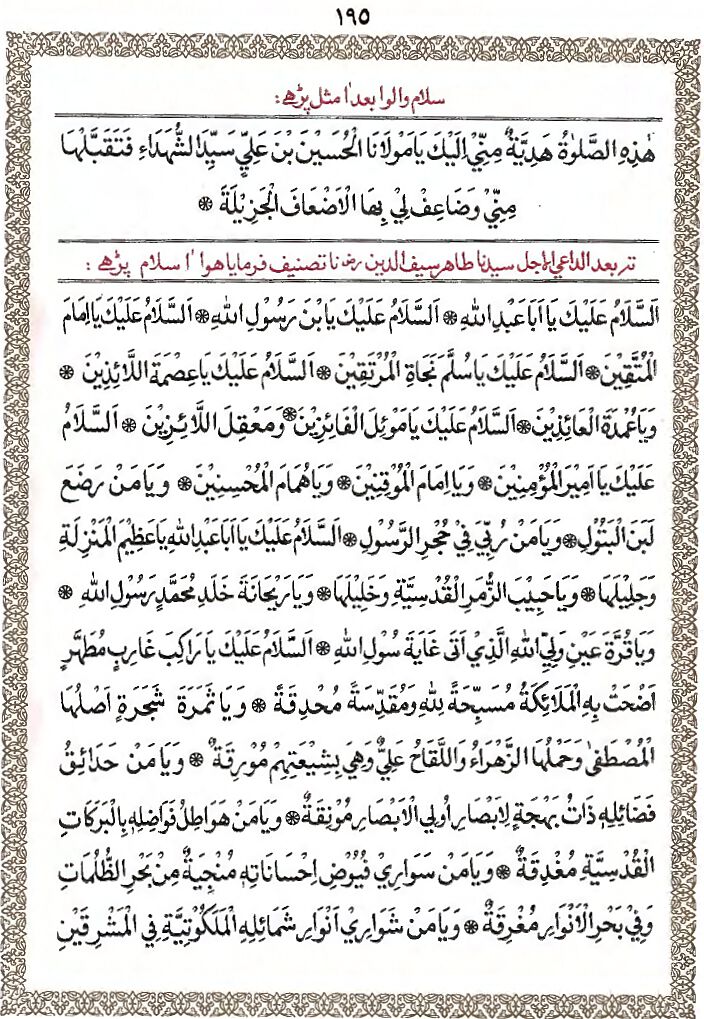 ١٩٥
سلام والوا بعد اٰ مثل پڑھے:
هٰذِهِ الصَّلٰوةُ هَدِيَّةٌ مِنِّيْ اِلَيْكَ يَا مَوْلَانَا الْحُسَيْنَ بْنَ عَلِيٍّ سَيِّدَ الشُّهَدَاءِ فَتَقَبَّلْهَا
مِنِّيْ وَضَاعِفْ لِيْ بِهَا الْاَضْعَافَ الْجَزِيْلَةَ ❊
تر بعد الداعي الاجل سيدنا طاهر سيف الدين رض نا تصنيف فرمايا هوا اٰ سلام پڑھے :
اَلسَّلَامُ عَلَيْكَ يَا اَبَا عَبْدِ اللهِ ❊ اَلسَّلَامُ عَلَيْكَ يَا بْنَ رَسُوْلِ اللهِ ❊ اَلسَّلَامُ عَلَيْكَ يَا اِمَامَ
الْمُتَّقِيْنَ ❊ اَلسَّلَامُ عَلَيْكَ يَا سُلَّمَ نَجَاةِ الْمُرْتَقِيْنَ ❊ اَلسَّلَامُ عَلَيْكَ يَا عِصْمَةَ اللَّائِذِيْنَ ❊
وَيَا عُمْدَةَ الْعَائِذِيْنَ ❊ اَلسَّلَامُ عَلَيْكَ يَا مَوْئِلَ الْفَائِزِيْنَ ❊ وَمَعْقِلَ اللَّائِزِيْنَ ❊ اَلسَّلَامُ
عَلَيْكَ يَا اَمِيْرَ الْمُؤْمِنِيْنَ ❊ وَيَا اِمَامَ الْمُوْقِنِيْنَ ❊ وَيَا هُمَامَ الْمُحْسِنِيْنَ ❊ وَيَا مَنْ رَضَعَ
لَبَنَ الْبَتُوْلِ ❊ وَيَا مَنْ رُبِّيَ فِيْ حُجْرِ الرَّسُوْلِ ❊ اَلسَّلَامُ عَلَيْكَ يَا اَبَا عَبْدِ اللهِ يَا عَظِيْمَ الْمَنْزِلَةِ
وَجَلِيْلَهَا ❊ وَيَا حَبِيْبَ الزُّمَرِ الْقُدْسِيَّةِ وَخَلِيْلَهَا ❊ وَيَا رَيْحَانَةَ خَلَدِ مُحَمَّدٍ رَسُوْلِ اللهِ ❊
وَيَا قُرَّةَ عَيْنِ وَلِيِّ اللهِ الَّذِيْ اَتٰى غَايَةَ سُوْلِ اللهِ ❊ اَلسَّلَامُ عَلَيْكَ يَا رَاكِبَ غَارِبٍ مُطَهَّرٍ
اَضْحَتْ بِهِ الْمَلَائِكَةُ مُسَبِّحَةً لِلّٰهِ وَمُقَدِّسَةً مُحْدِقَةً ❊ وَيَا ثَمَرَةَ شَجَرَةٍ اَصْلُهَا
الْمُصْطَفٰى وَحَمْلُهَا الزَّهْرَاءُ وَاللَّقَاحُ عَلِيٌّ وَهِيَ بِشِيْعَتِهِمْ مُوْرِقَةٌ ❊ وَيَا مَنْ حَدَائِقُ
فَضَائِلِهٖ ذَاتُ بَهْجَةٍ لِاَبْصَارِ اُولِي الْاَبْصَارِ مُوْنِقَةٌ ❊ وَيَا مَنْ هَوَاطِلُ فَوَاضِلِهٖ بِالْبَرَكَاتِ
الْقُدْسِيَّةِ مُغْدِقَةٌ ❊ وَيَا مَنْ سَوَارِيْ فُيُوْضِ اِحْسَانَاتِهٖ مُنْجِيَةٌ مِنْ بَحْرِ الظُّلُمَاتِ
وَفِيْ بَحْرِ الْاَنْوَارِ مُغْرِقَةٌ ❊ وَيَا مَنْ شَوَارِيْ اَنْوَارِ شَمَائِلِهِ الْمَلَكُوْتِيَّةِ فِي الْمَشْرِقَيْنِ